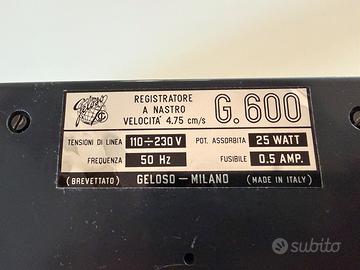 Geloso
REGISTRATORE
A NASTRO
VELOCITA' 4.75 cm/s
G.600
TENSIONI DI LINEA 110÷230 V POT. ASSORBITA 25 WATT
FREQUENZA 50 Hz FUSIBILE 0.5 AMP.
(BREVETTATO) GELOSO — MILANO (MADE IN ITALY)
subito